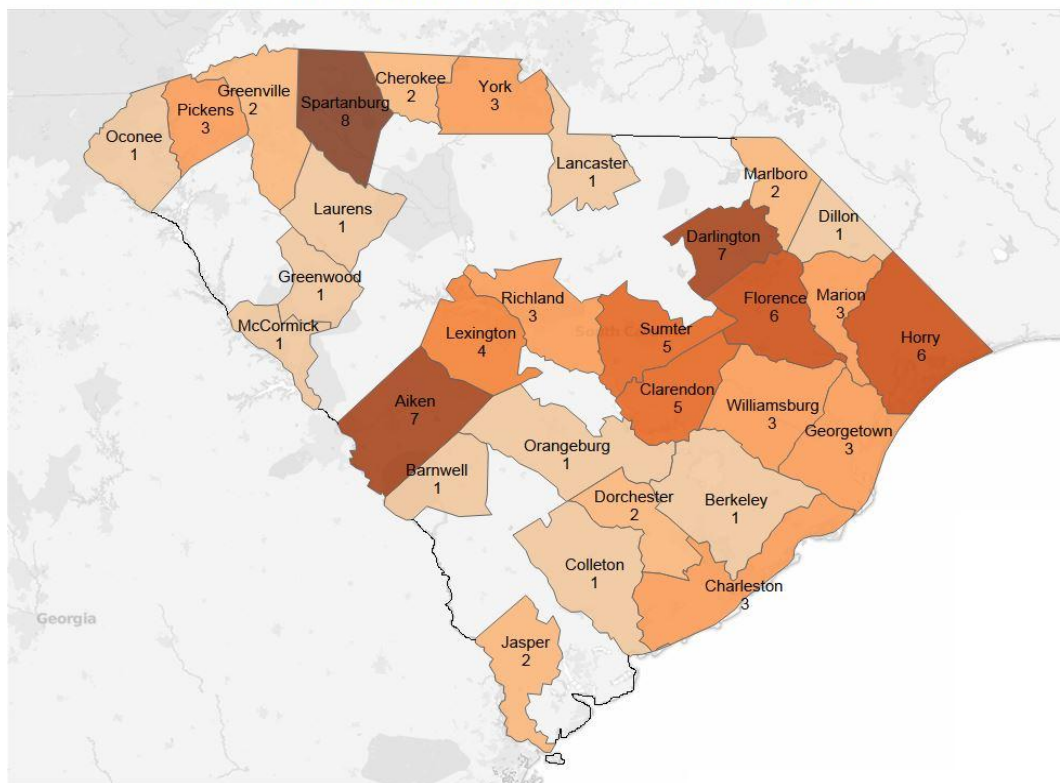 Cherokee
2
York
3
Greenville
2
Spartanburg
8
Pickens
3
Oconee
1
Lancaster
1
Marlboro
2
Laurens
1
Dillon
1
Darlington
7
Greenwood
1
Richland
3
Florence
6
Marion
3
McCormick
1
Lexington
4
Sumter
5
Horry
6
Clarendon
5
Aiken
7
Williamsburg
3
Georgetown
3
Orangeburg
1
Barnwell
1
Dorchester
2
Berkeley
1
Colleton
1
Charleston
3
Georgia
Jasper
2